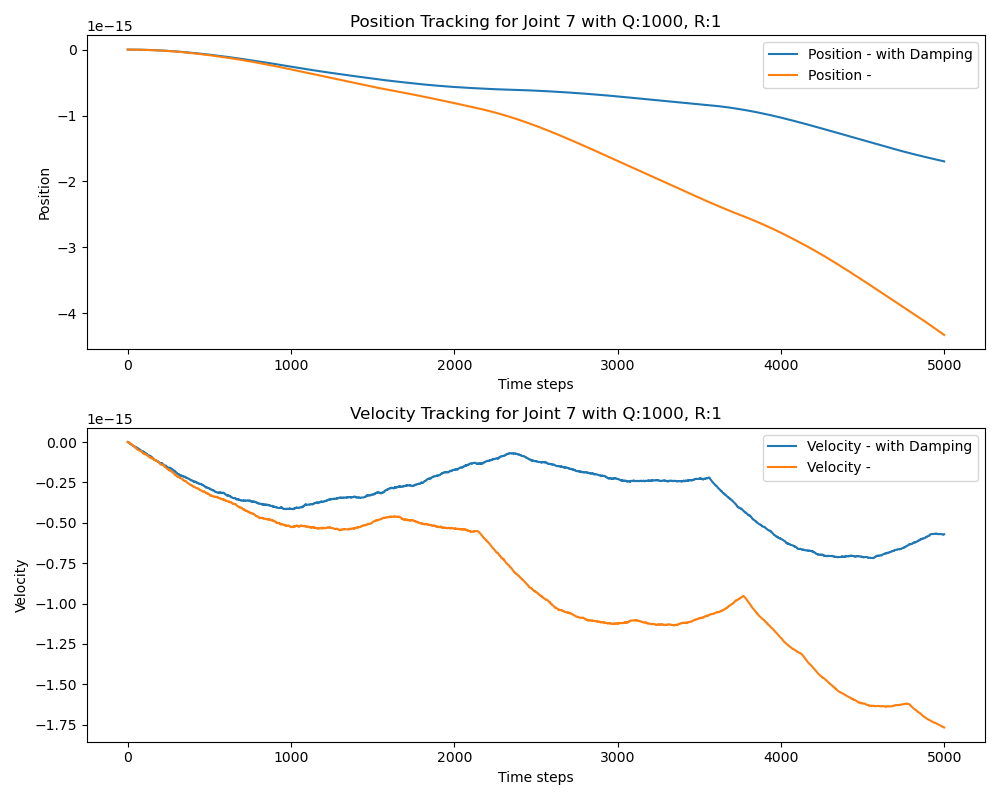 Position Tracking for Joint 7 with Q:1000, R:1
1e−15
Position - with Damping
Position -
0
−1
−2
−3
−4
Position
0 1000 2000 3000 4000 5000
Time steps
Velocity Tracking for Joint 7 with Q:1000, R:1
1e−15
Velocity - with Damping
Velocity -
0.00
−0.25
−0.50
−0.75
−1.00
−1.25
−1.50
−1.75
Velocity
0 1000 2000 3000 4000 5000
Time steps